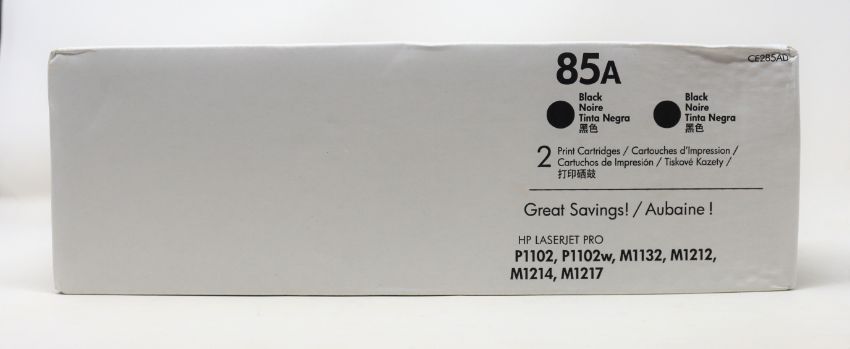 85A
CE285AD
Black
Noire
Tinta Negra
黑色
Black
Noire
Tinta Negra
黑色
2 Print Cartridges / Cartouches d'Impression /
Cartuchos de Impresión / Tiskové Kazety /
打印硒鼓
Great Savings! / Aubaine !
HP LASERJET PRO
P1102, P1102w, M1132, M1212,
M1214, M1217